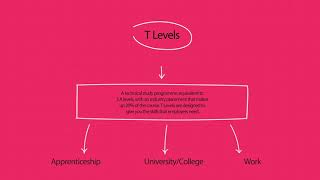 T Levels
A technical study programme, equivalent to
3 A levels, with an industry placement that makes
up 20% of the course. T Levels are designed to
give you the skills that employers need.
Apprenticeship
University/College
Work